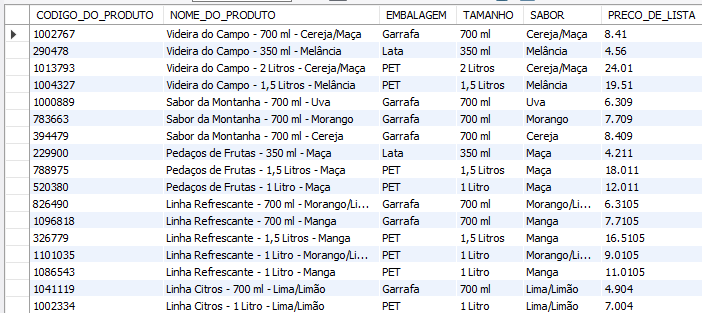 CODIGO_DO_PRODUTO NOME_DO_PRODUTO EMBALAGEM TAMANHO SABOR PRECO_DE_LISTA
1002767 Videira do Campo - 700 ml - Cereja/Maça Garrafa 700 ml Cereja/Maça 8.41
290478 Videira do Campo - 350 ml - Melância Lata 350 ml Melância 4.56
1013793 Videira do Campo - 2 Litros - Cereja/Maça PET 2 Litros Cereja/Maça 24.01
1004327 Videira do Campo - 1,5 Litros - Melância PET 1,5 Litros Melância 19.51
1000889 Sabor da Montanha - 700 ml - Uva Garrafa 700 ml Uva 6.309
783663 Sabor da Montanha - 700 ml - Morango Garrafa 700 ml Morango 7.709
394479 Sabor da Montanha - 700 ml - Cereja Garrafa 700 ml Cereja 8.409
229900 Pedaços de Frutas - 350 ml - Maça Lata 350 ml Maça 4.211
788975 Pedaços de Frutas - 1,5 Litros - Maça PET 1,5 Litros Maça 18.011
520380 Pedaços de Frutas - 1 Litro - Maça PET 1 Litro Maça 12.011
826490 Linha Refrescante - 700 ml - Morango/Li... Garrafa 700 ml Morango/Li... 6.3105
1096818 Linha Refrescante - 700 ml - Manga Garrafa 700 ml Manga 7.7105
326779 Linha Refrescante - 1,5 Litros - Manga PET 1,5 Litros Manga 16.5105
1101035 Linha Refrescante - 1 Litro - Morango/Li... PET 1 Litro Morango/Li... 9.0105
1086543 Linha Refrescante - 1 Litro - Manga PET 1 Litro Manga 11.0105
1041119 Linha Citros - 700 ml - Lima/Limão Garrafa 700 ml Lima/Limão 4.904
1002334 Linha Citros - 1 Litro - Lima/Limão PET 1 Litro Lima/Limão 7.004